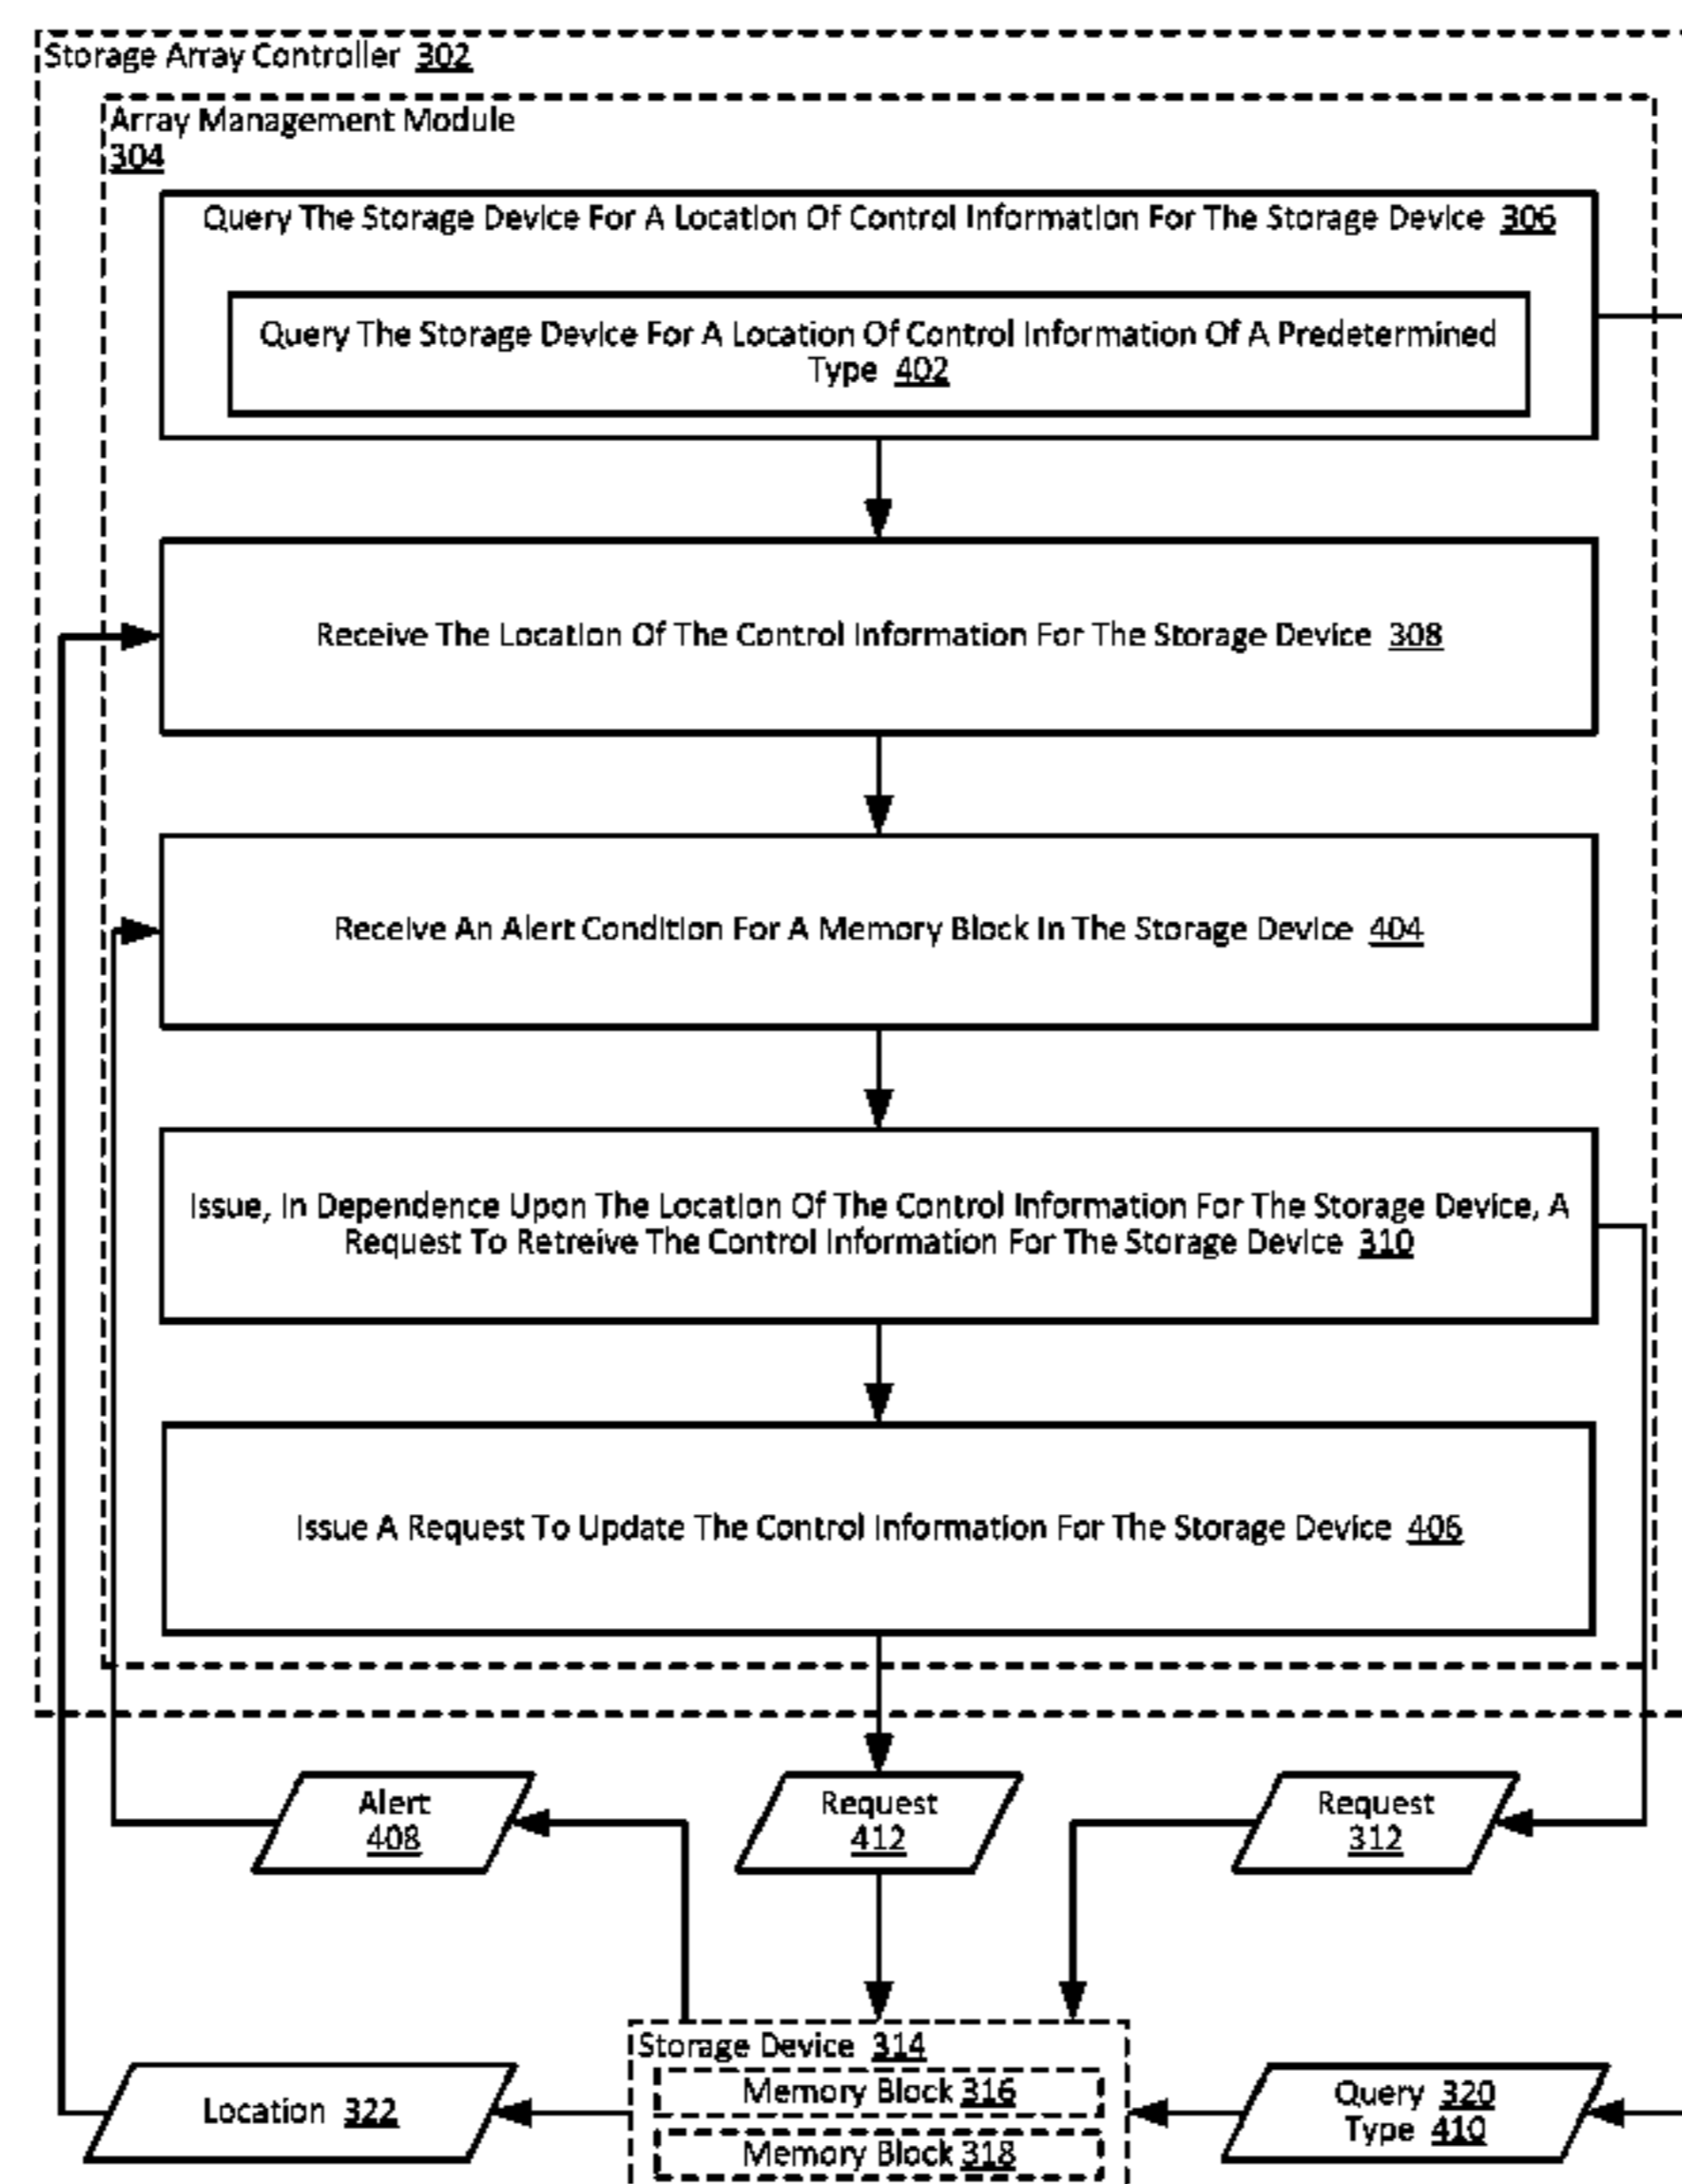 Storage Array Controller 302
Array Management Module
304
Query The Storage Device For A Location Of Control Information For The Storage Device 306
Query The Storage Device For A Location Of Control Information Of A Predetermined
Type 402
Receive The Location Of The Control Information For The Storage Device 308
Receive An Alert Condition For A Memory Block In The Storage Device 404
Issue, In Dependence Upon The Location Of The Control Information For The Storage Device, A
Request To Retreive The Control Information For The Storage Device 310
Issue A Request To Update The Control Information For The Storage Device 406
Alert
408
Request
412
Request
312
Storage Device 314
Memory Block 316
Memory Block 318
Location 322
Query 320
Type 410